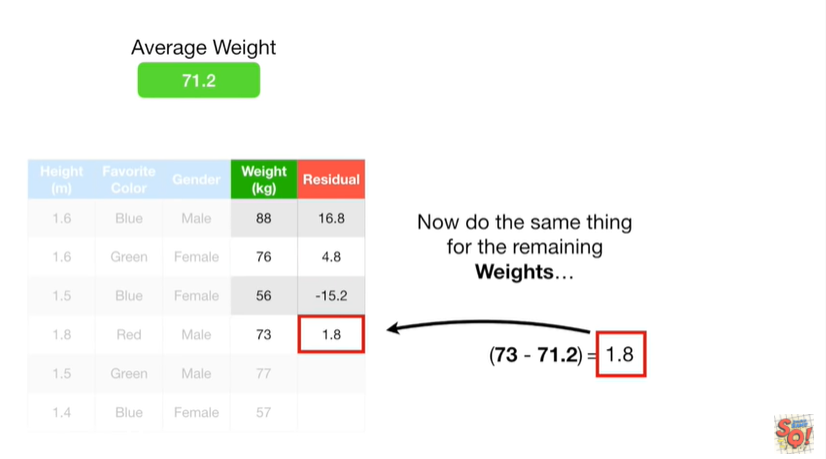 Average Weight
71.2
Height (m) Favorite Color Gender Weight (kg) Residual
1.6 Blue Male 88 16.8
1.6 Green Female 76 4.8
1.5 Blue Female 56 -15.2
1.8 Red Male 73 1.8
1.5 Green Male 77
1.4 Blue Female 57
Now do the same thing
for the remaining
Weights…
(73 - 71.2) = 1.8
SQ!